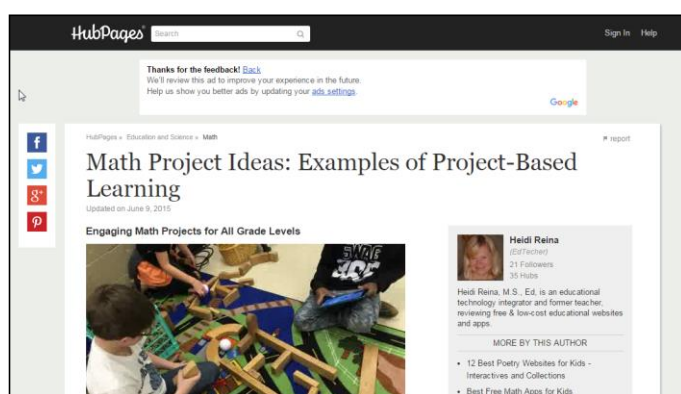 HubPages Search Sign In Help
Thanks for the feedback! Back
We'll review this ad to improve your experience in the future.
Help us show you better ads by updating your ads settings.
Google
HubPages » Education and Science » Math
report
Math Project Ideas: Examples of Project-Based
Learning
Updated on June 9, 2015
Engaging Math Projects for All Grade Levels
Heidi Reina
(EdTecher)
21 Followers
35 Hubs
Heidi Reina, M.S., Ed, is an educational
technology integrator and former teacher,
reviewing free & low-cost educational websites
and apps.
MORE BY THIS AUTHOR
• 12 Best Poetry Websites for Kids -
Interactives and Collections
• Best Free Math Apps for Kids